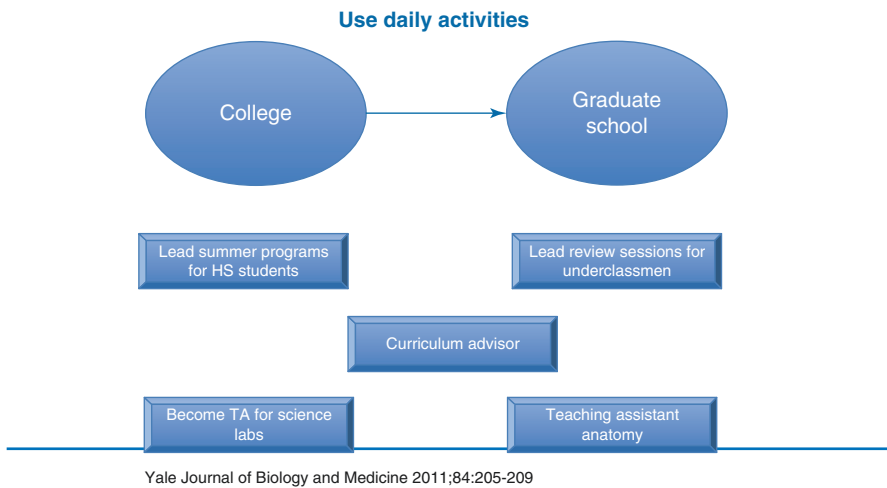 Use daily activities
College
Graduate
school
Lead summer programs
for HS students
Lead review sessions for
underclassmen
Curriculum advisor
Become TA for science
labs
Teaching assistant
anatomy
Yale Journal of Biology and Medicine 2011;84:205-209